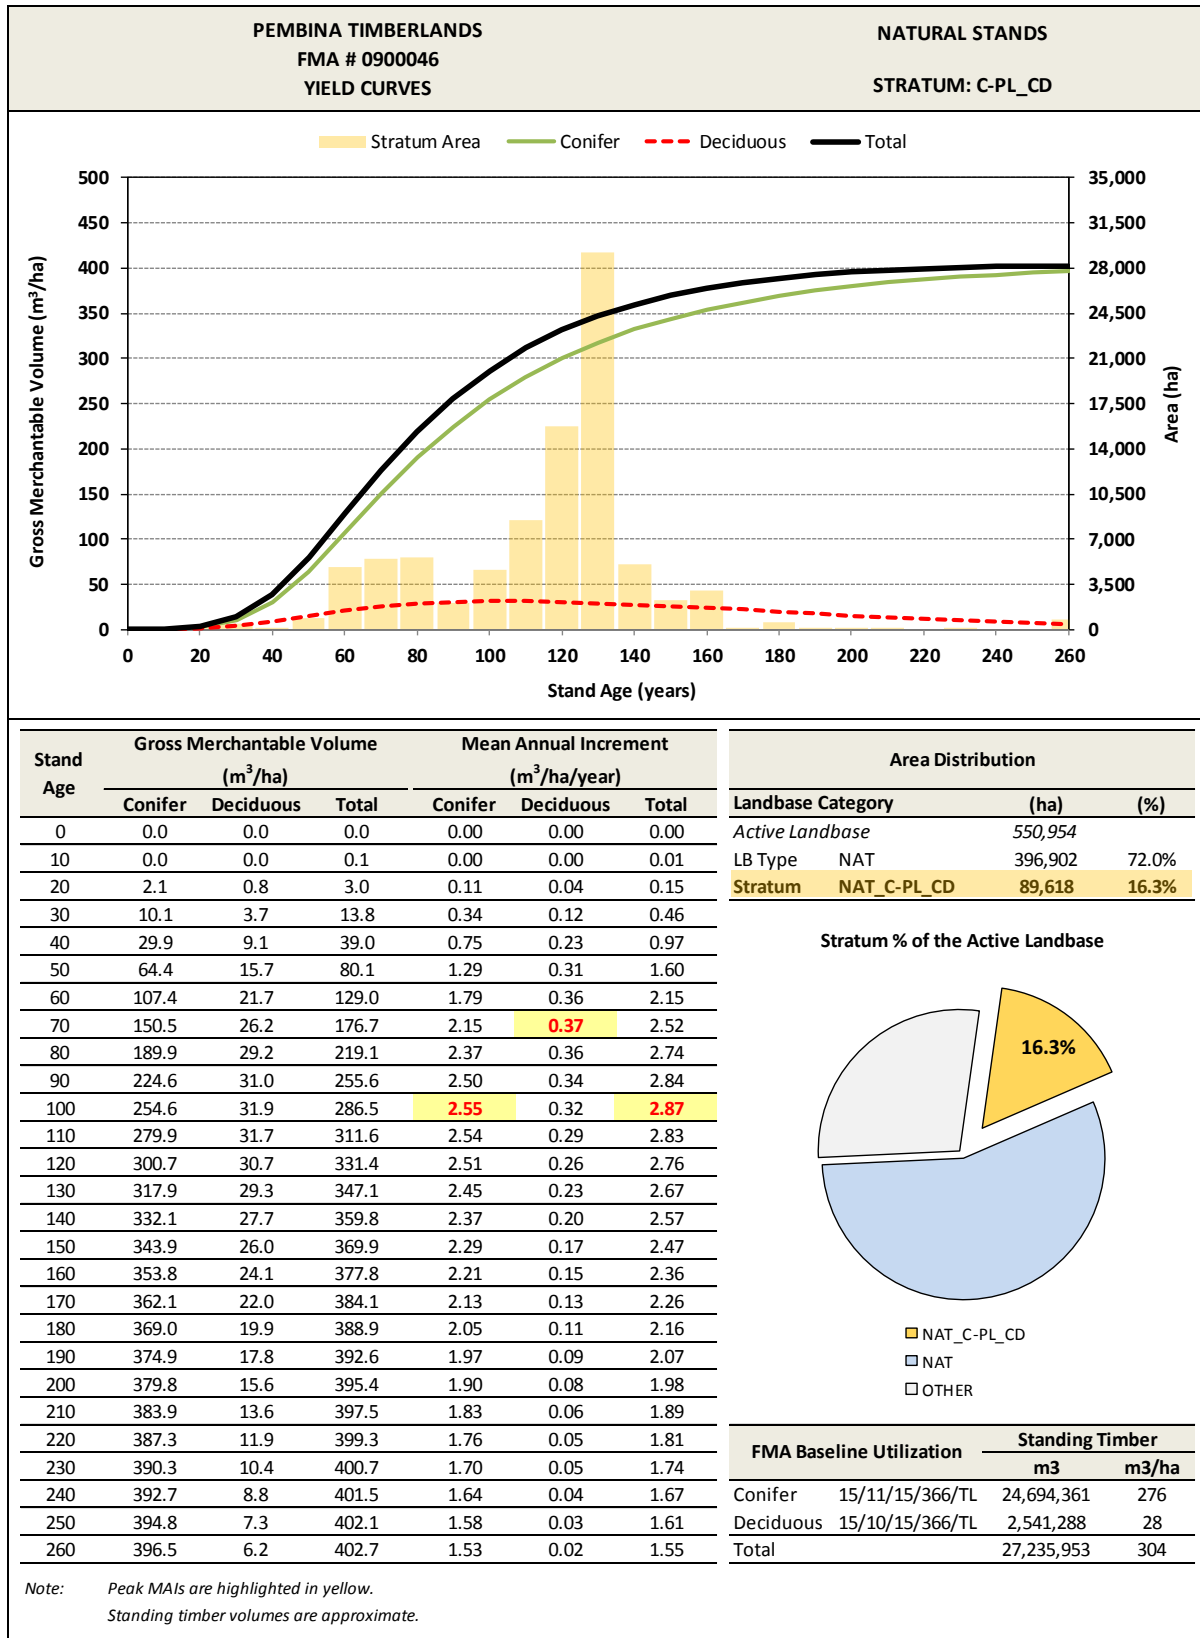 PEMBINA TIMBERLANDS
FMA # 0900046
YIELD CURVES
NATURAL STANDS
STRATUM: C-PL_CD
Stratum Area Conifer Deciduous Total
Gross Merchantable Volume (m³/ha)
500
450
400
350
300
250
200
150
100
50
0
35,000
31,500
28,000
24,500
21,000
17,500
14,000
10,500
7,000
3,500
0
Area (ha)
0 20 40 60 80 100 120 140 160 180 200 220 240 260
Stand Age (years)
Stand Age Gross Merchantable Volume (m³/ha) Mean Annual Increment (m³/ha/year)
Conifer Deciduous Total Conifer Deciduous Total
0 0.0 0.0 0.0 0.00 0.00 0.00
10 0.0 0.0 0.1 0.00 0.00 0.01
20 2.1 0.8 3.0 0.11 0.04 0.15
30 10.1 3.7 13.8 0.34 0.12 0.46
40 29.9 9.1 39.0 0.75 0.23 0.97
50 64.4 15.7 80.1 1.29 0.31 1.60
60 107.4 21.7 129.0 1.79 0.36 2.15
70 150.5 26.2 176.7 2.15 0.37 2.52
80 189.9 29.2 219.1 2.37 0.36 2.74
90 224.6 31.0 255.6 2.50 0.34 2.84
100 254.6 31.9 286.5 2.55 0.32 2.87
110 279.9 31.7 311.6 2.54 0.29 2.83
120 300.7 30.7 331.4 2.51 0.26 2.76
130 317.9 29.3 347.1 2.45 0.23 2.67
140 332.1 27.7 359.8 2.37 0.20 2.57
150 343.9 26.0 369.9 2.29 0.17 2.47
160 353.8 24.1 377.8 2.21 0.15 2.36
170 362.1 22.0 384.1 2.13 0.13 2.26
180 369.0 19.9 388.9 2.05 0.11 2.16
190 374.9 17.8 392.6 1.97 0.09 2.07
200 379.8 15.6 395.4 1.90 0.08 1.98
210 383.9 13.6 397.5 1.83 0.06 1.89
220 387.3 11.9 399.3 1.76 0.05 1.81
230 390.3 10.4 400.7 1.70 0.05 1.74
240 392.7 8.8 401.5 1.64 0.04 1.67
250 394.8 7.3 402.1 1.58 0.03 1.61
260 396.5 6.2 402.7 1.53 0.02 1.55
Area Distribution
Landbase Category (ha) (%)
Active Landbase 550,954
LB Type NAT 396,902 72.0%
Stratum NAT_C-PL_CD 89,618 16.3%
Stratum % of the Active Landbase
16.3%
NAT_C-PL_CD
NAT
OTHER
FMA Baseline Utilization Standing Timber
m3 m3/ha
Conifer 15/11/15/366/TL 24,694,361 276
Deciduous 15/10/15/366/TL 2,541,288 28
Total 27,235,953 304
Note: Peak MAIs are highlighted in yellow.
Standing timber volumes are approximate.